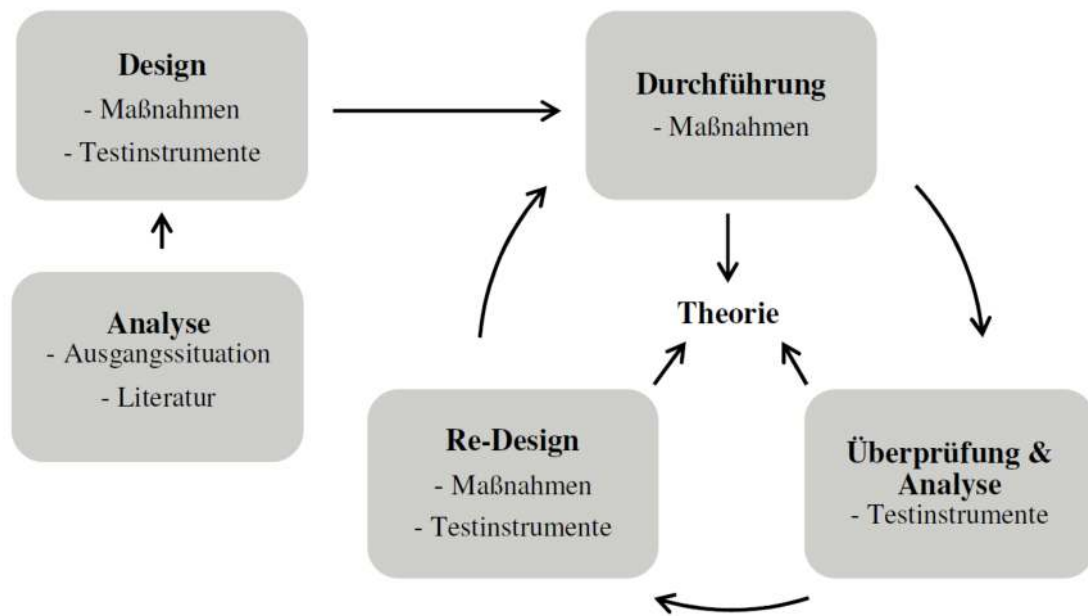 Design
- Maßnahmen
- Testinstrumente
Durchführung
- Maßnahmen
Analyse
- Ausgangssituation
- Literatur
Theorie
Re-Design
- Maßnahmen
- Testinstrumente
Überprüfung &
Analyse
- Testinstrumente